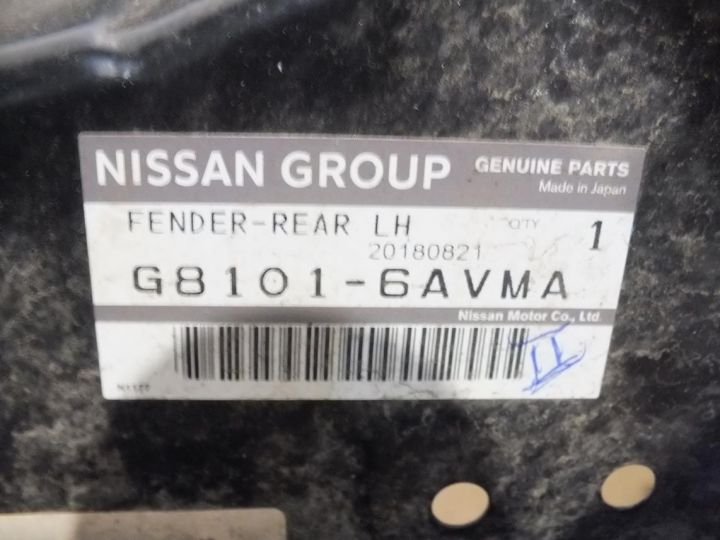 NISSAN GROUP
GENUINE PARTS
Made in Japan
FENDER-REAR LH
QTY 1
20180821
G8101-6AVMA
Nissan Motor Co., Ltd.
II